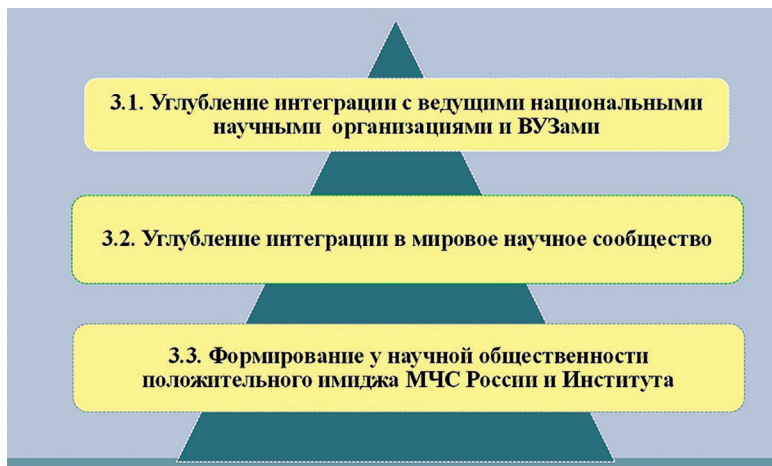 3.1. Углубление интеграции с ведущими национальными
научными организациями и ВУЗами
3.2. Углубление интеграции в мировое научное сообщество
3.3. Формирование у научной общественности
положительного имиджа МЧС России и Института